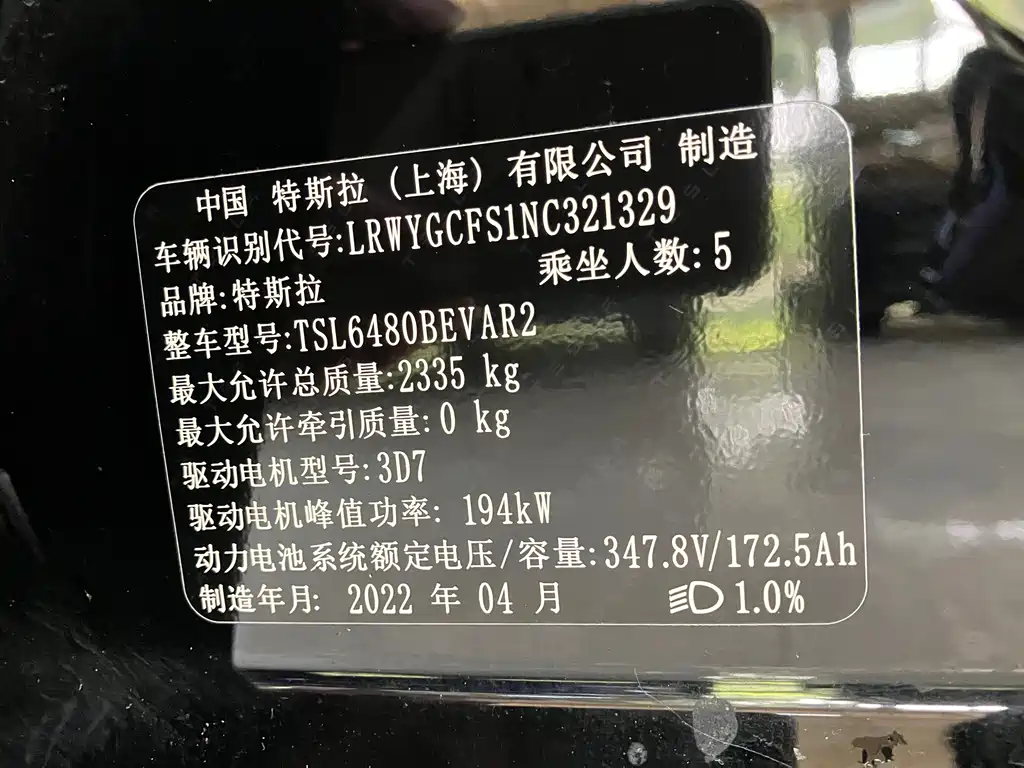 中国 特斯拉（上海）有限公司 制造
车辆识别代号:LRWYGCFS1NC321329
品牌:特斯拉 乘坐人数:5
整车型号:TSL6480BEVAR2
最大允许总质量:2335 kg
最大允许牵引质量:0 kg
驱动电机型号:3D7
驱动电机峰值功率: 194kW
动力电池系统额定电压/容量:347.8V/172.5Ah
制造年月: 2022 年 04 月 1.0%